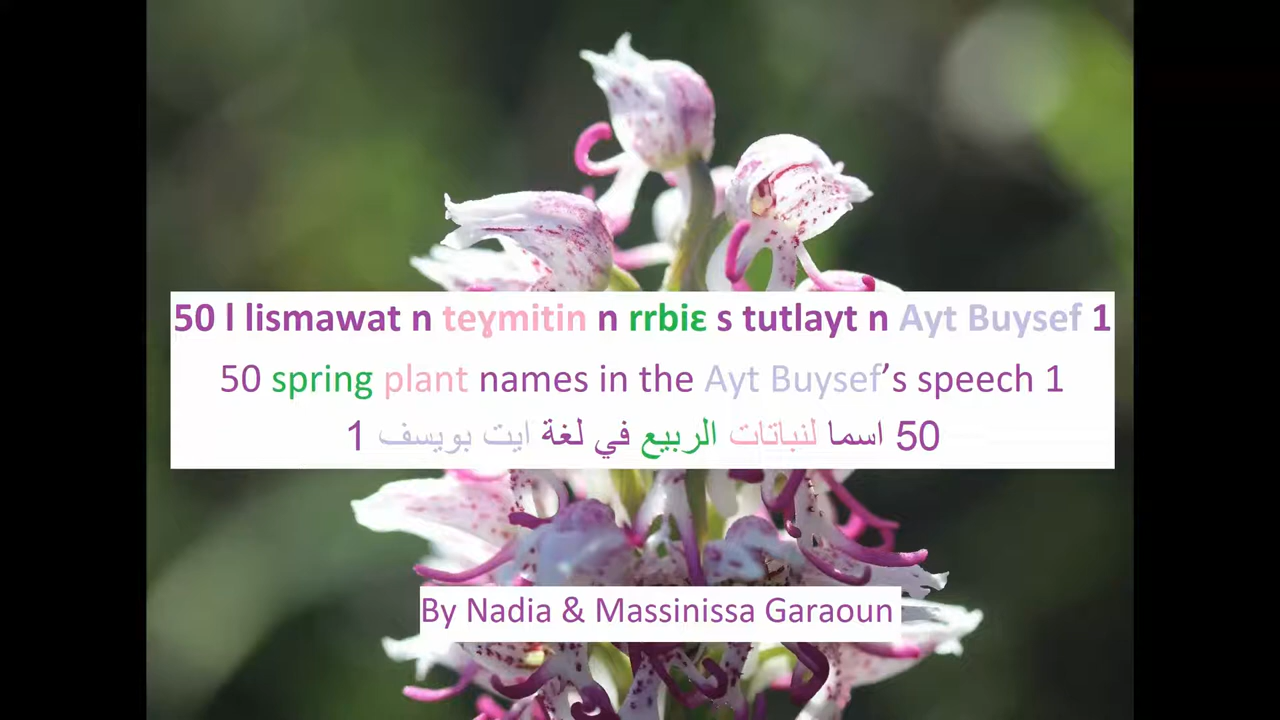 50 l lismawat n teɣmitin n rrbiɛ s tutlayt n Ayt Buysef 1
50 spring plant names in the Ayt Buysef’s speech 1
50 اسما لنباتات الربيع في لغة ايت بويسف 1
By Nadia & Massinissa Garaoun